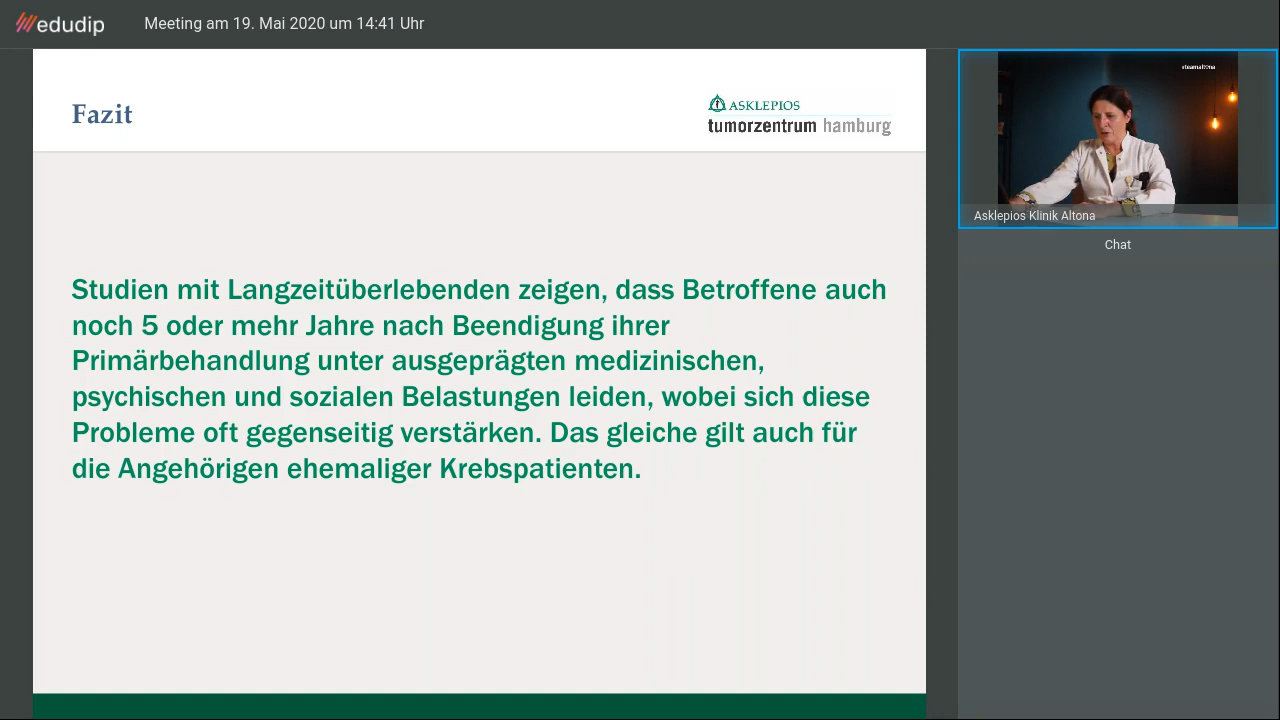 edudip
Meeting am 19. Mai 2020 um 14:41 Uhr
Fazit
ASKLEPIOS
tumorzentrum hamburg
#teamaltona
Asklepios Klinik Altona
Chat
Studien mit Langzeitüberlebenden zeigen, dass Betroffene auch
noch 5 oder mehr Jahre nach Beendigung ihrer
Primärbehandlung unter ausgeprägten medizinischen,
psychischen und sozialen Belastungen leiden, wobei sich diese
Probleme oft gegenseitig verstärken. Das gleiche gilt auch für
die Angehörigen ehemaliger Krebspatienten.